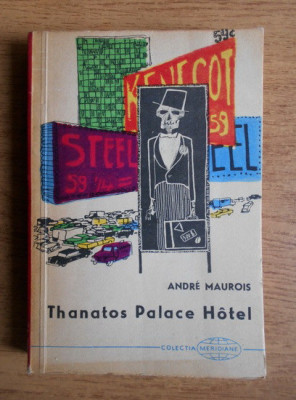 KENECOT
59
STEEL
59
EEL
ANDRÉ MAUROIS
Thanatos Palace Hôtel
COLECȚIA MERIDIANE